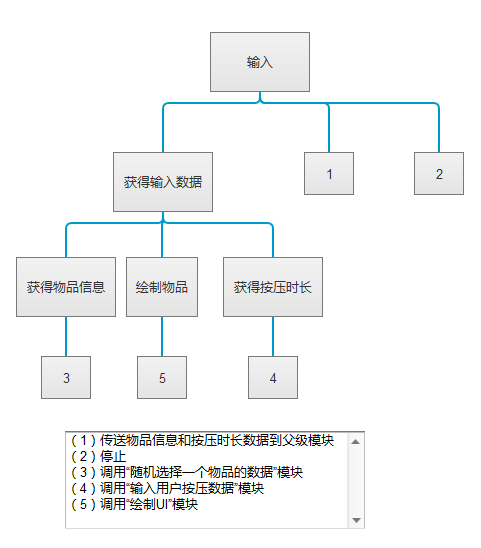 输入
获得输入数据
1
2
获得物品信息
绘制物品
获得按压时长
3
5
4
（1）传送物品信息和按压时长数据到父级模块
（2）停止
（3）调用“随机选择一个物品的数据”模块
（4）调用“输入用户按压数据”模块
（5）调用“绘制UI”模块